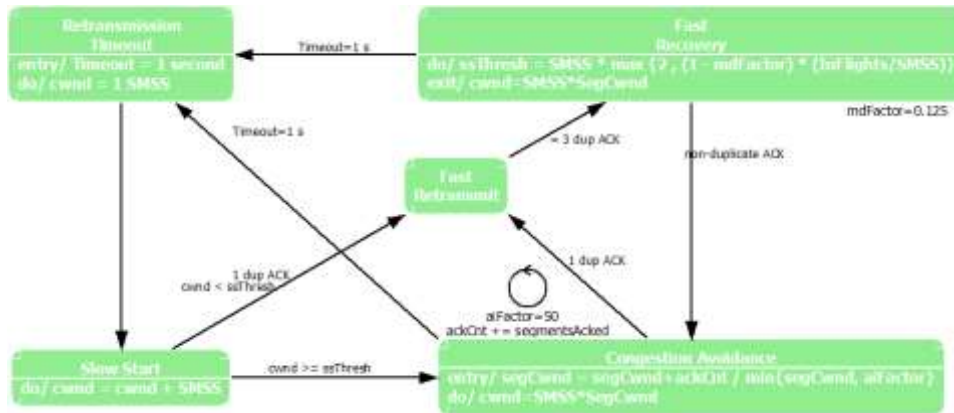 Retransmission
Timeout
entry/ Timeout = 1 second
do/ cwnd = 1 SMSS
Timeout=1 s
Fast
Recovery
do/ ssThresh = SMSS * max (2, (1 - mdFactor) * (InFlights/SMSS))
exit/ cwnd=SMSS*SegCwnd
mdFactor=0.125
Timeout=1 s
= 3 dup ACK
non-duplicate ACK
Fast
Retransmit
1 dup ACK
cwnd < ssThresh
1 dup ACK
aiFactor=50
ackCnt += segmentsAcked
Slow Start
do/ cwnd = cwnd + SMSS
cwnd >= ssThresh
Congestion Avoidance
entry/ segCwnd = segCwnd+ackCnt / min(segCwnd, aiFactor)
do/ cwnd=SMSS*SegCwnd